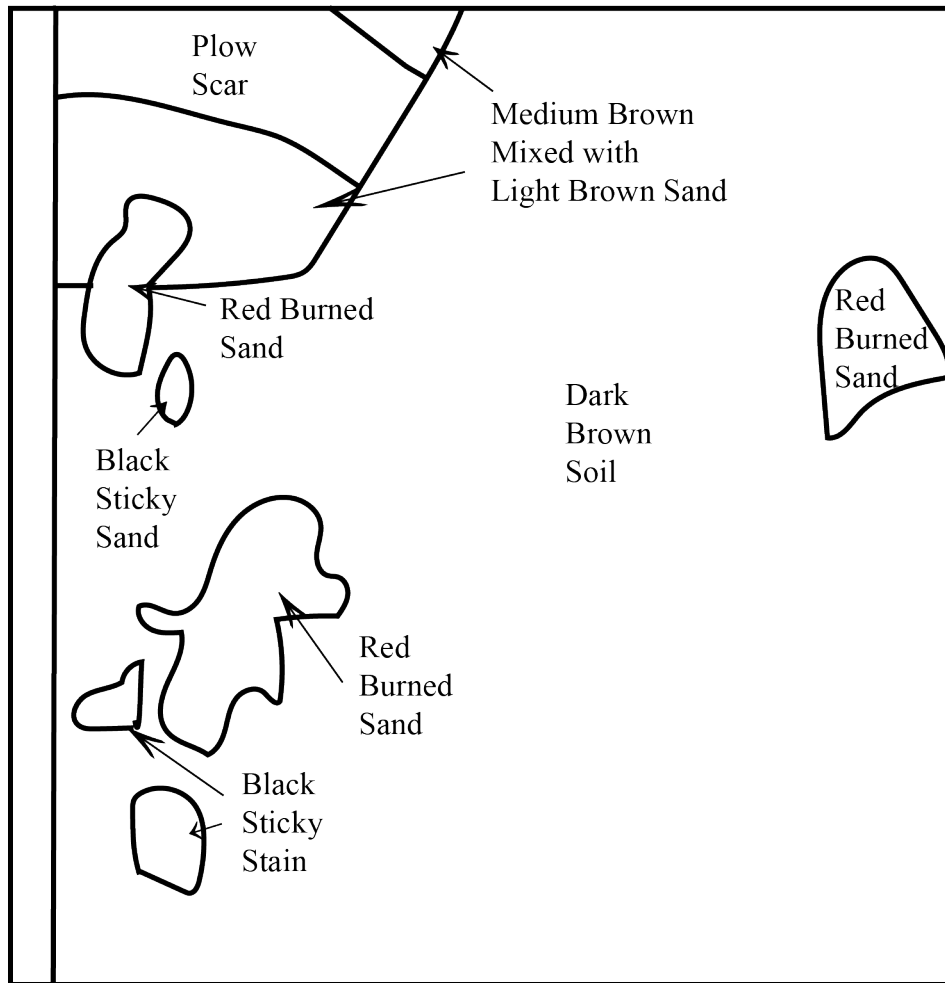 Plow
Scar
Medium Brown
Mixed with
Light Brown Sand
Red Burned
Sand
Red
Burned
Sand
Dark
Brown
Soil
Black
Sticky
Sand
Red
Burned
Sand
Black
Sticky
Stain